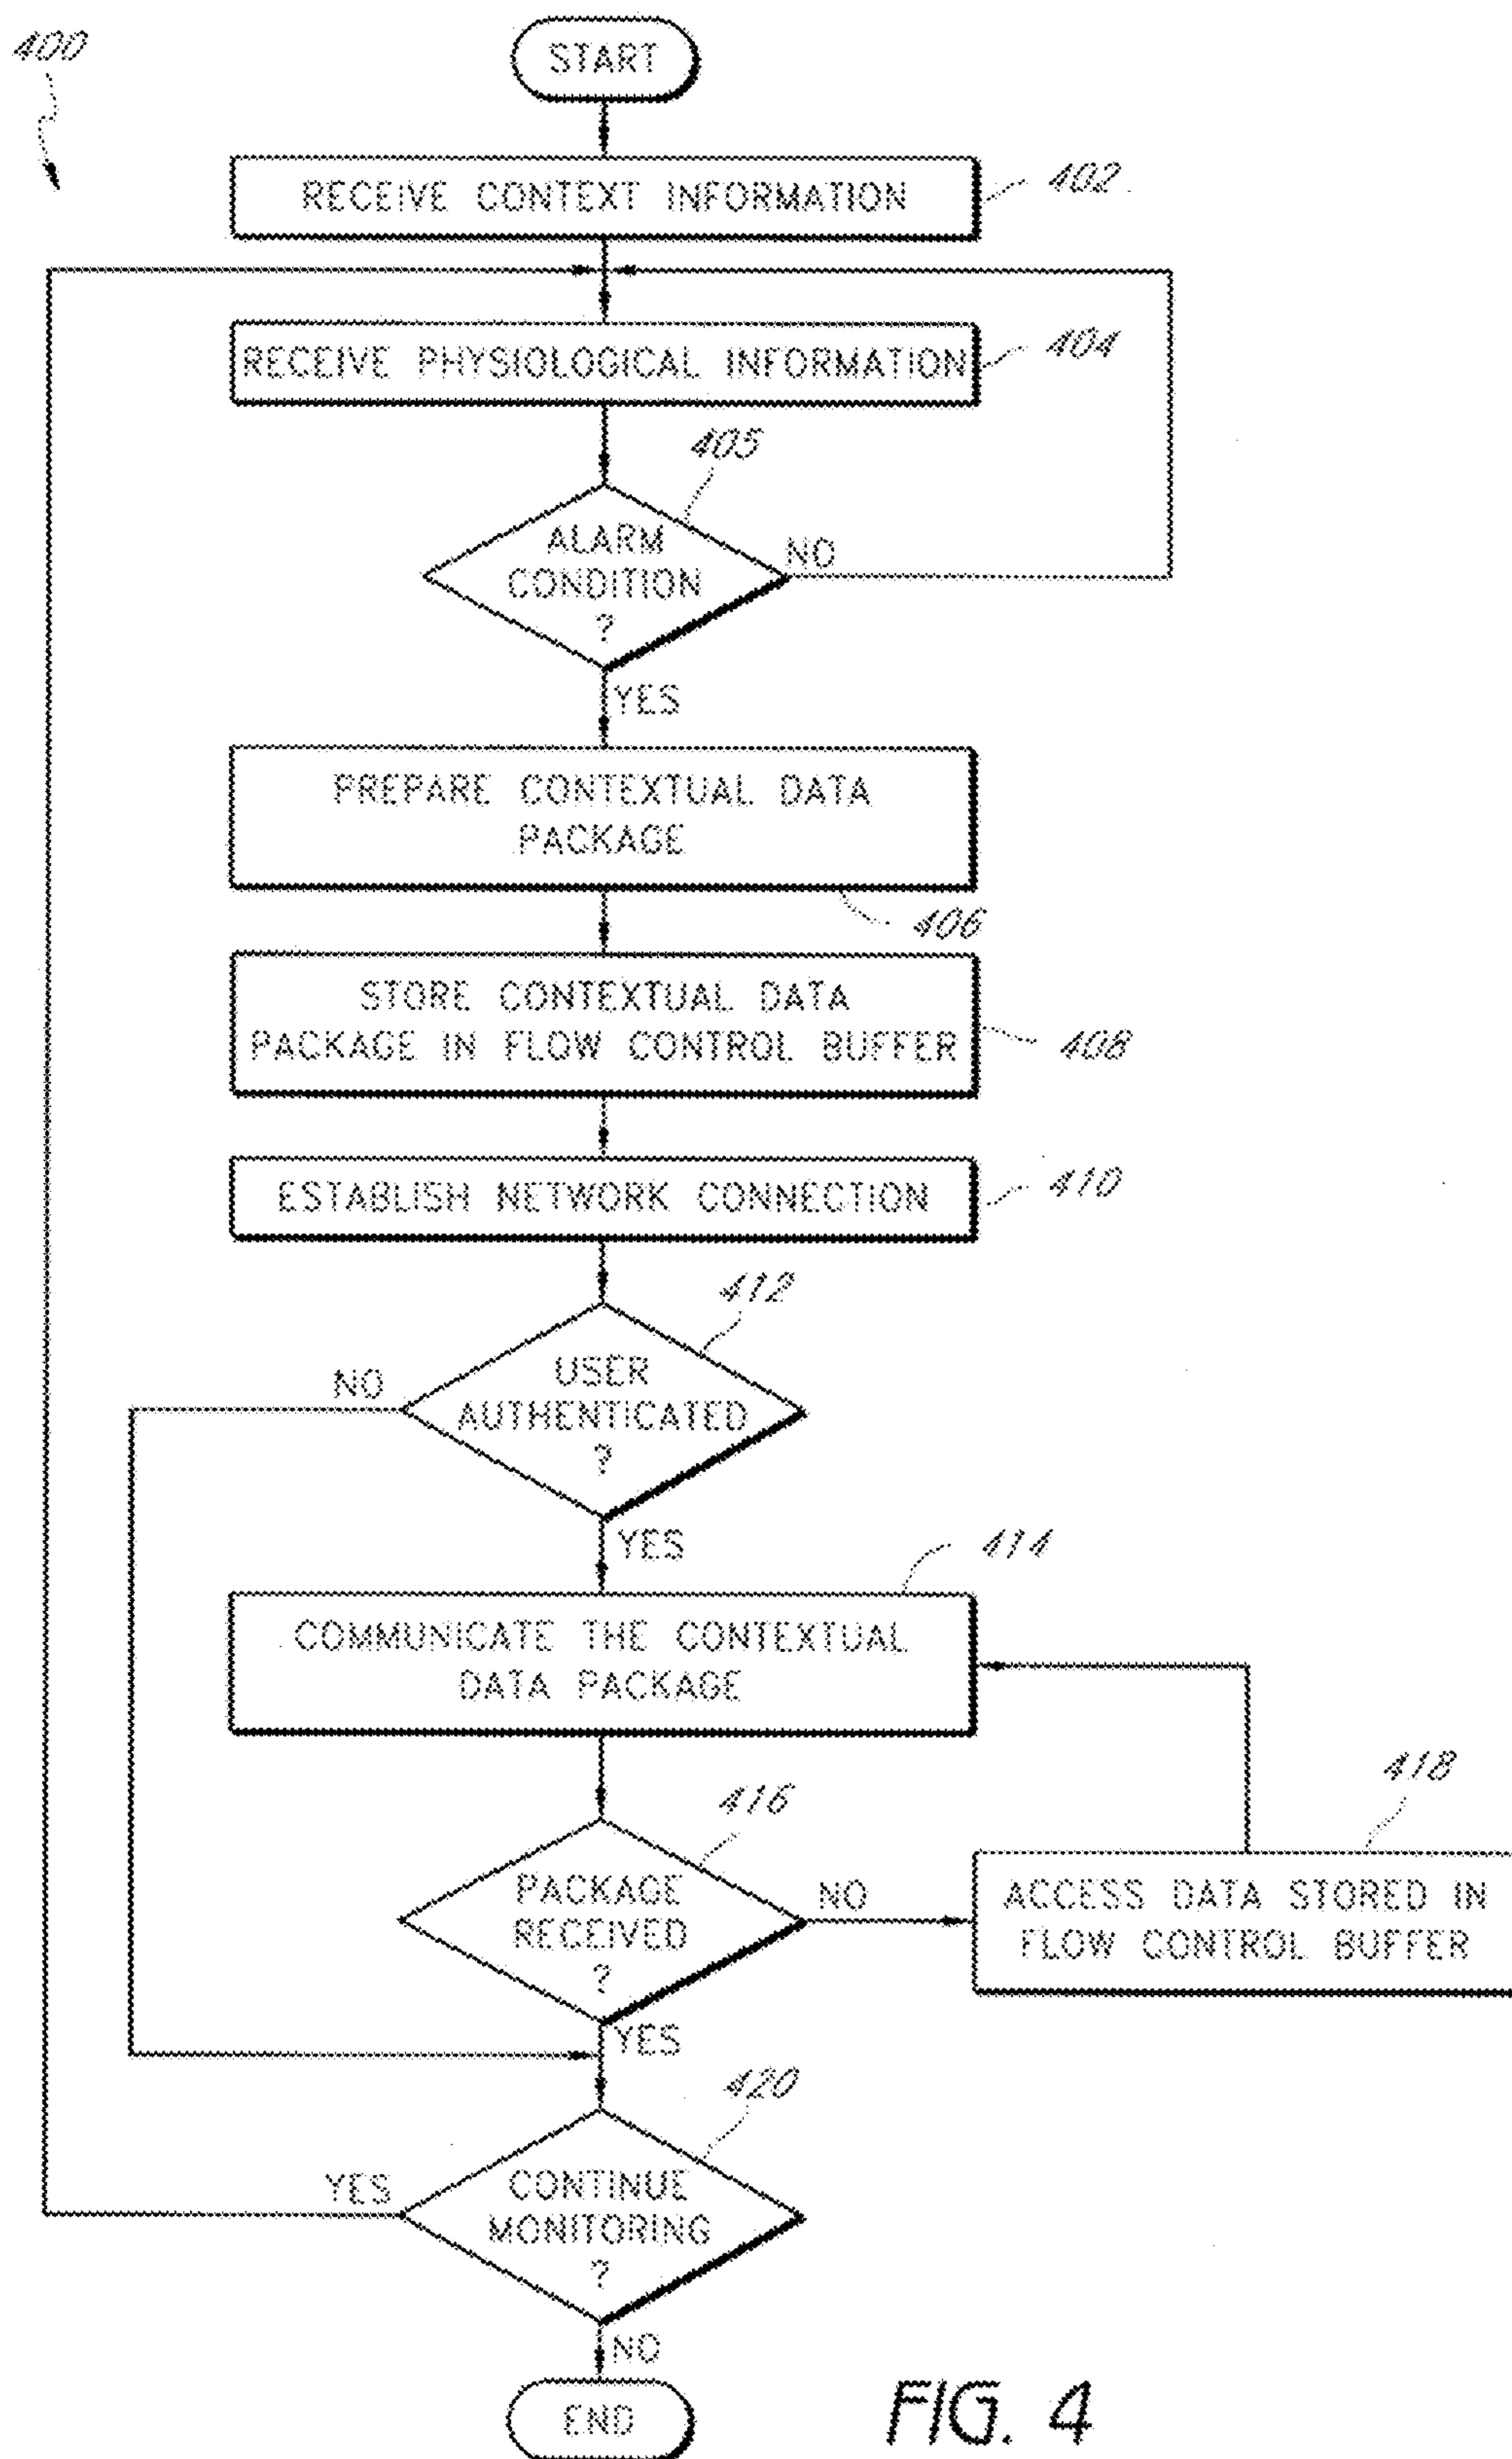 400
START
RECEIVE CONTEXT INFORMATION
402
RECEIVE PHYSIOLOGICAL INFORMATION
404
405
ALARM
CONDITION
?
NO
YES
PREPARE CONTEXTUAL DATA
PACKAGE
406
STORE CONTEXTUAL DATA
PACKAGE IN FLOW CONTROL BUFFER
408
ESTABLISH NETWORK CONNECTION
410
412
NO
USER
AUTHENTICATED
?
YES
414
COMMUNICATE THE CONTEXTUAL
DATA PACKAGE
416
418
PACKAGE
RECEIVED
?
NO
ACCESS DATA STORED IN
FLOW CONTROL BUFFER
YES
420
YES
CONTINUE
MONITORING
?
NO
END
FIG. 4